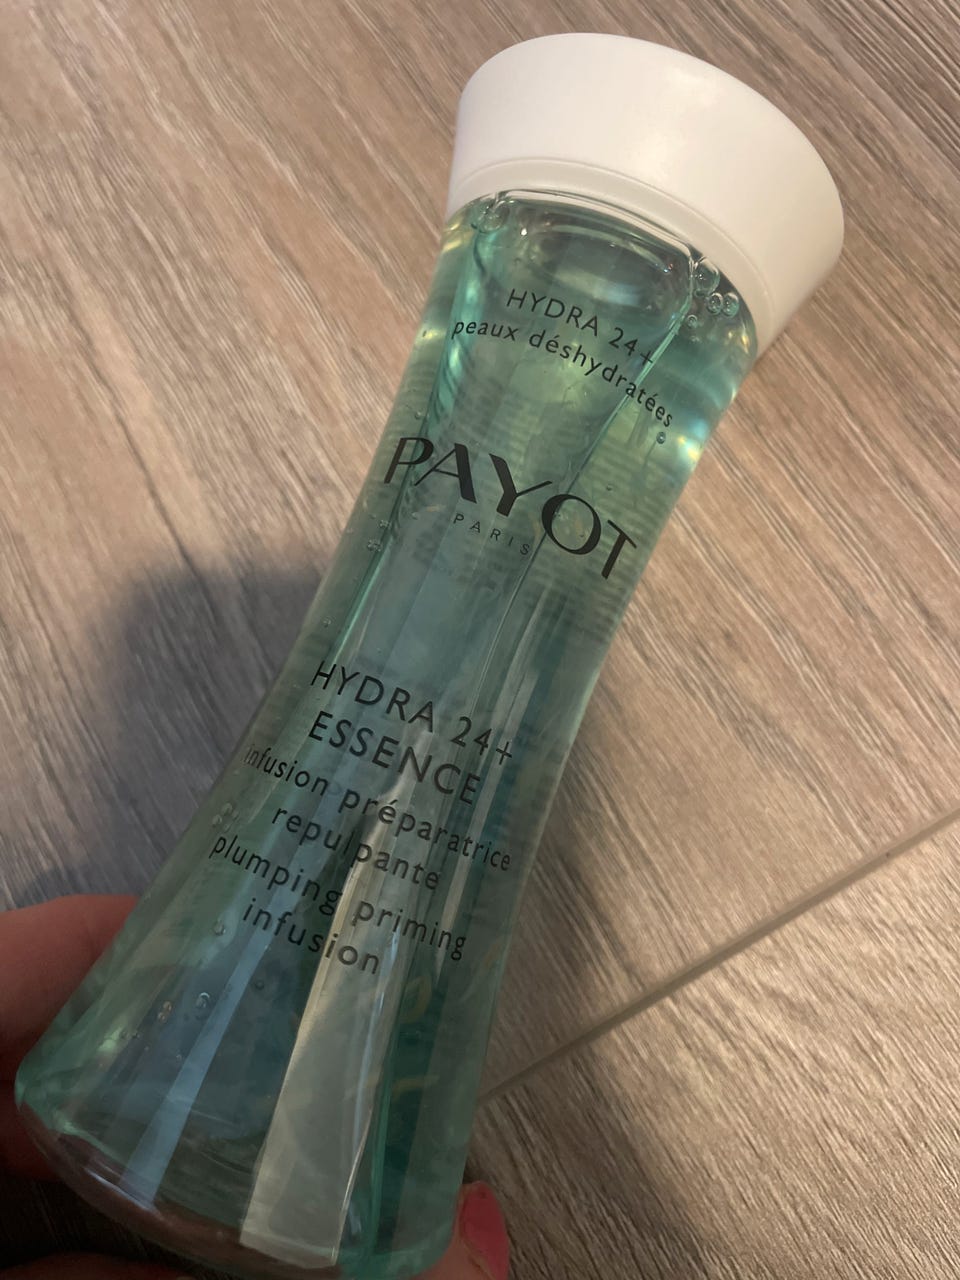 HYDRA 24+
peaux déshydratées
PAYOT
PARIS
HYDRA 24+
ESSENCE
infusion préparatrice
repulpante
plumping priming
infusion